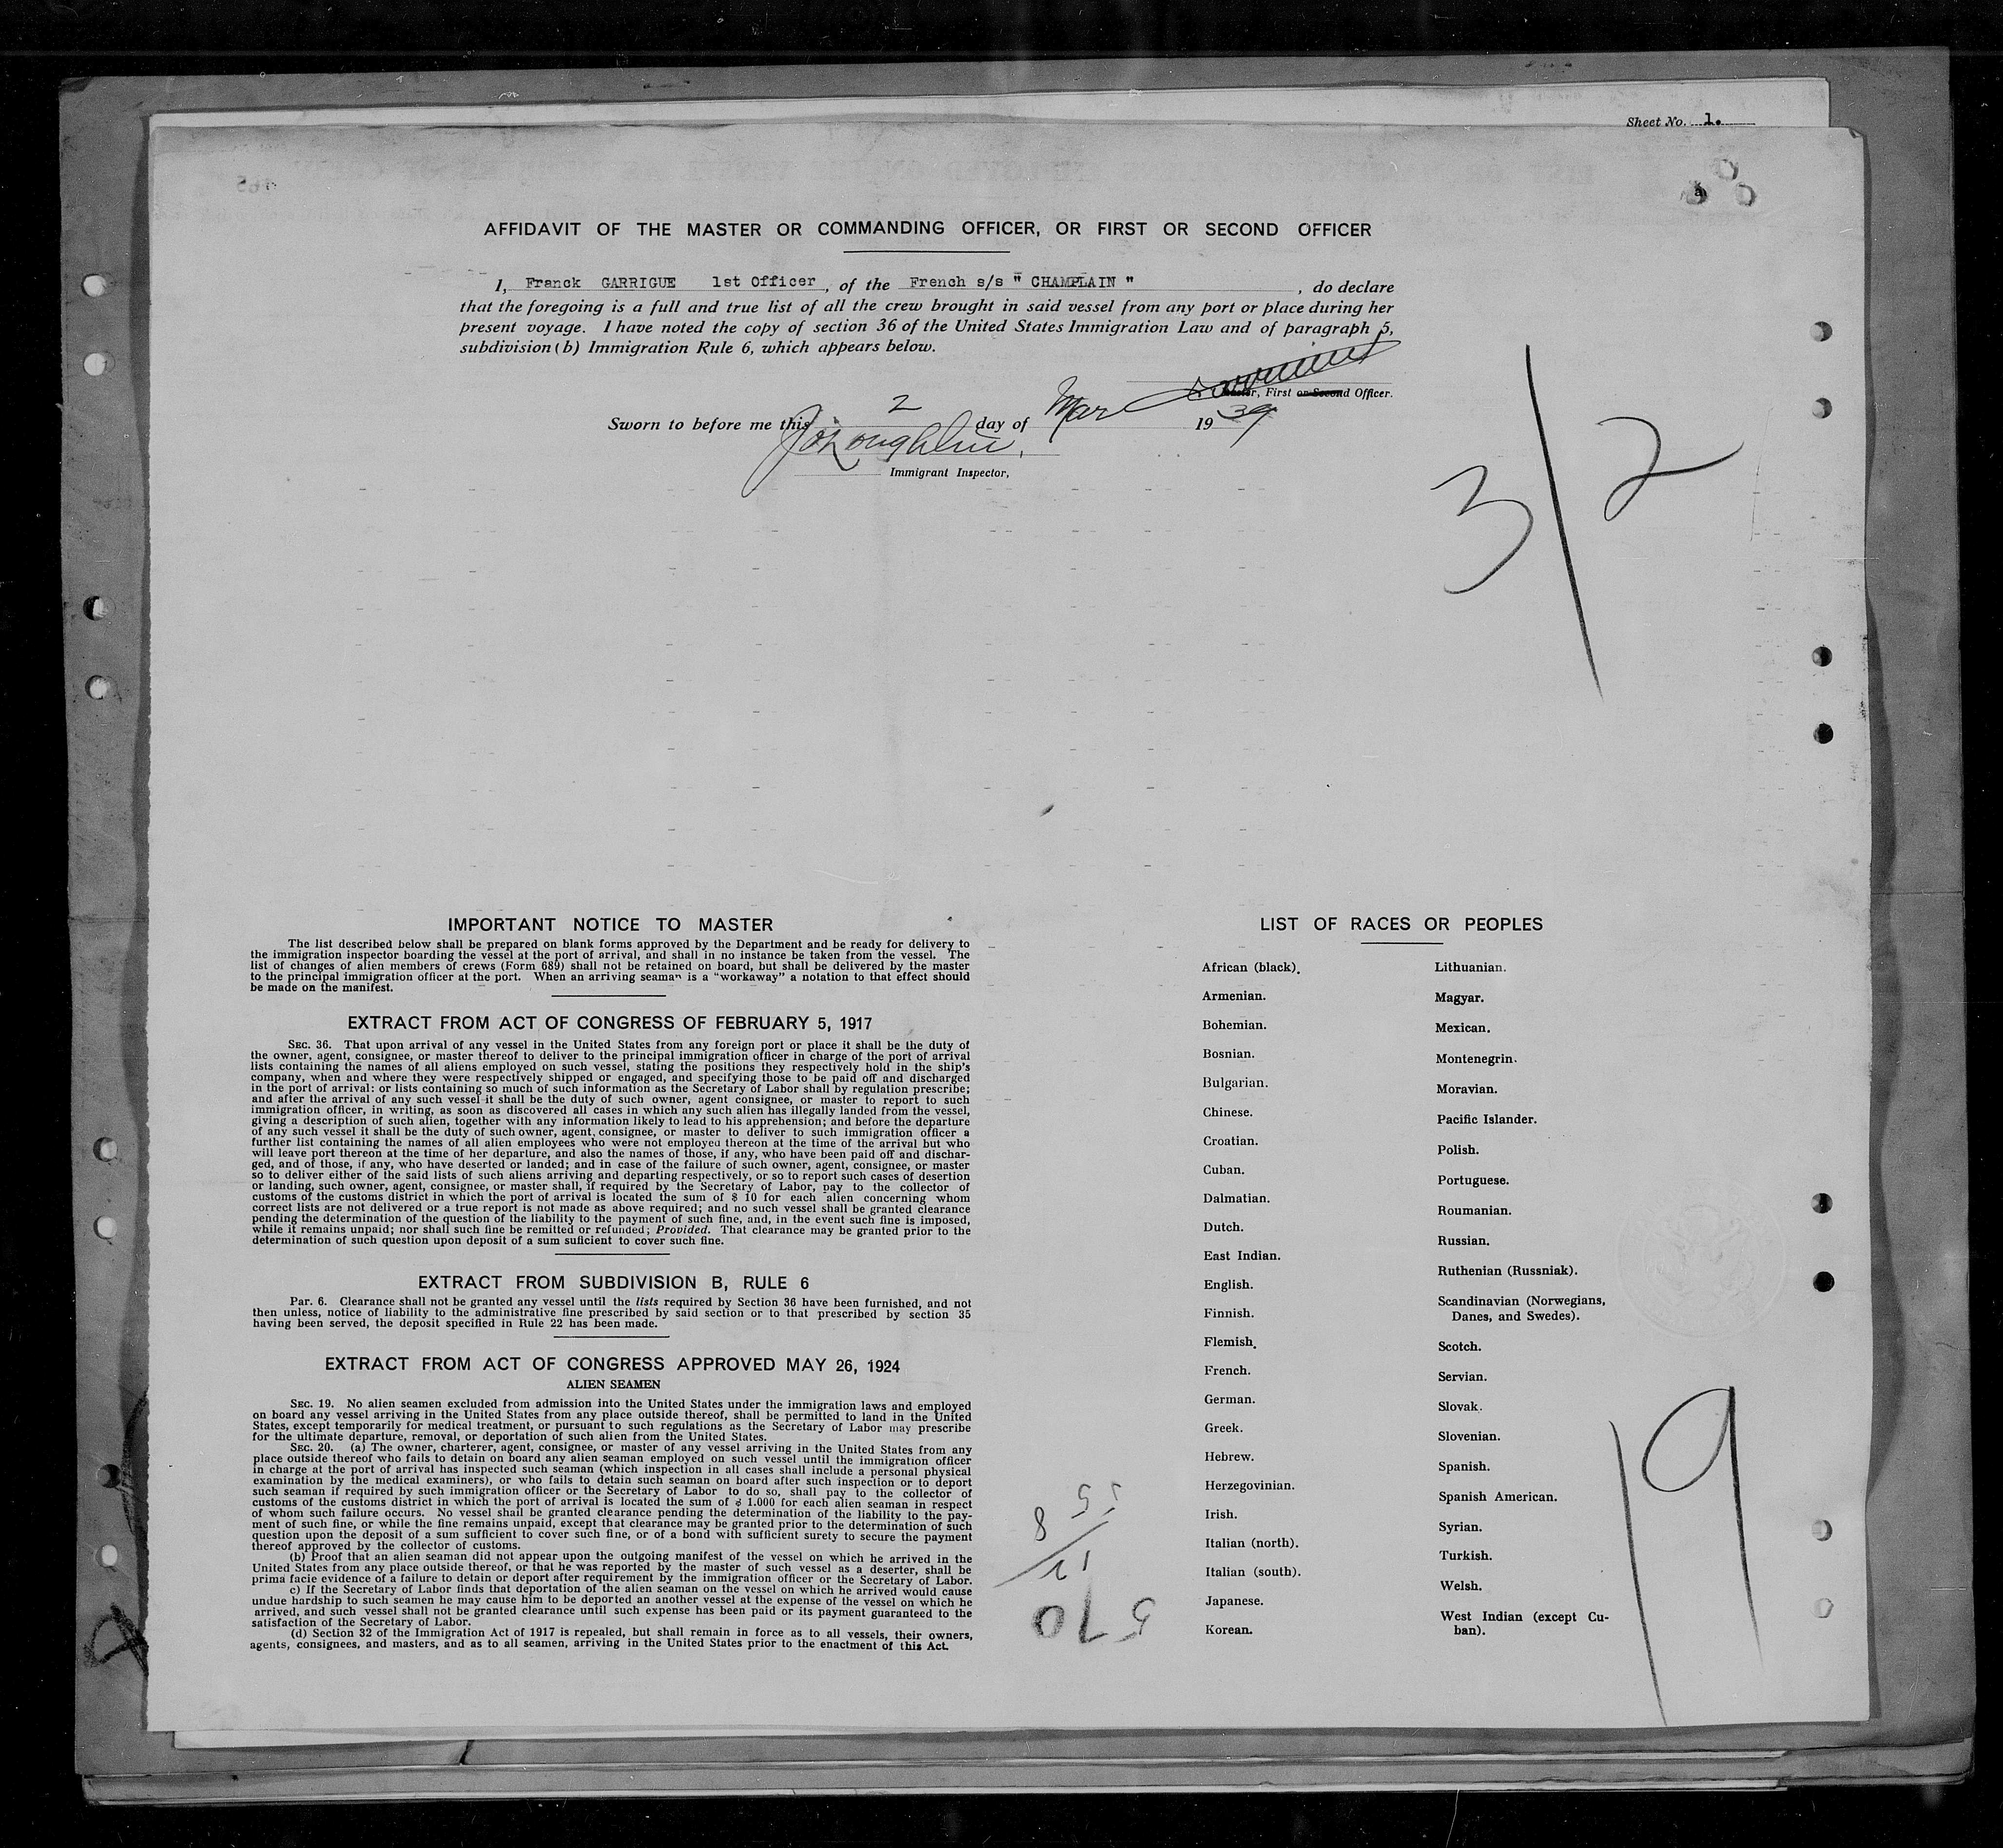 Sheet No. 1.
AFFIDAVIT OF THE MASTER OR COMMANDING OFFICER, OR FIRST OR SECOND OFFICER
I, Franck GARRIGUE 1st Officer, of the French s/s " CHAMPLAIN " , do declare
that the foregoing is a full and true list of all the crew brought in said vessel from any port or place during her
present voyage. I have noted the copy of section 36 of the United States Immigration Law and of paragraph 5,
subdivision (b) Immigration Rule 6, which appears below.
Master, First or Second Officer.
Sworn to before me this 2 day of Mar 1939
Immigrant Inspector,
3/2
IMPORTANT NOTICE TO MASTER
The list described below shall be prepared on blank forms approved by the Department and be ready for delivery to
the immigration inspector boarding the vessel at the port of arrival, and shall in no instance be taken from the vessel. The
list of changes of alien members of crews (Form 689) shall not be retained on board, but shall be delivered by the master
to the principal immigration officer at the port. When an arriving seaman is a "workaway" a notation to that effect should
be made on the manifest.
EXTRACT FROM ACT OF CONGRESS OF FEBRUARY 5, 1917
SEC. 36. That upon arrival of any vessel in the United States from any foreign port or place it shall be the duty of
the owner, agent, consignee, or master thereof to deliver to the principal immigration officer in charge of the port of arrival
lists containing the names of all aliens employed on such vessel, stating the positions they respectively hold in the ship's
company, when and where they were respectively shipped or engaged, and specifying those to be paid off and discharged
in the port of arrival: or lists containing so much of such information as the Secretary of Labor shall by regulation prescribe;
and after the arrival of any such vessel it shall be the duty of such owner, agent consignee, or master to report to such
immigration officer, in writing, as soon as discovered all cases in which any such alien has illegally landed from the vessel,
giving a description of such alien, together with any information likely to lead to his apprehension; and before the departure
of any such vessel it shall be the duty of such owner, agent, consignee, or master to deliver to such immigration officer a
further list containing the names of all alien employees who were not employed thereon at the time of the arrival but who
will leave port thereon at the time of her departure, and also the names of those, if any, who have been paid off and dischar-
ged, and of those, if any, who have deserted or landed; and in case of the failure of such owner, agent, consignee, or master
so to deliver either of the said lists of such aliens arriving and departing respectively, or so to report such cases of desertion
or landing, such owner, agent, consignee, or master shall, if required by the Secretary of Labor, pay to the collector of
customs of the customs district in which the port of arrival is located the sum of $ 10 for each alien concerning whom
correct lists are not delivered or a true report is not made as above required; and no such vessel shall be granted clearance
pending the determination of the question of the liability to the payment of such fine, and, in the event such fine is imposed,
while it remains unpaid; nor shall such fine be remitted or refunded; Provided. That clearance may be granted prior to the
determination of such question upon deposit of a sum suficient to cover such fine.
EXTRACT FROM SUBDIVISION B, RULE 6
Par. 6. Clearance shall not be granted any vessel until the lists required by Section 36 have been furnished, and not
then unless, notice of liability to the administrative fine prescribed by said section or to that prescribed by section 35
having been served, the deposit specified in Rule 22 has been made.
EXTRACT FROM ACT OF CONGRESS APPROVED MAY 26, 1924
ALIEN SEAMEN
SEC. 19. No alien seamen excluded from admission into the United States under the immigration laws and employed
on board any vessel arriving in the United States from any place outside thereof, shall be permitted to land in the United
States, except temporarily for medical treatment, or pursuant to such regulations as the Secretary of Labor may prescribe
for the ultimate departure, removal, or deportation of such alien from the United States.
SEC. 20. (a) The owner, charterer, agent, consignee, or master of any vessel arriving in the United States from any
place outside thereof who fails to detain on board any alien seaman employed on such vessel until the immigration officer
in charge at the port of arrival has inspected such seaman (which inspection in all cases shall include a personal physical
examination by the medical examiners), or who fails to detain such seaman on board after such inspection or to deport
such seaman if required by such immigration officer or the Secretary of Labor to do so, shall pay to the collector of
customs of the customs district in which the port of arrival is located the sum of $ 1.000 for each alien seaman in respect
of whom such failure occurs. No vessel shall be granted clearance pending the determination of the liability to the pay-
ment of such fine, or while the fine remains unpaid, except that clearance may be granted prior to the determination of such
question upon the deposit of a sum sufficient to cover such fine, or of a bond with sufficient surety to secure the payment
thereof approved by the collector of customs.
(b) Proof that an alien seaman did not appear upon the outgoing manifest of the vessel on which he arrived in the
United States from any place outside thereof, or that he was reported by the master of such vessel as a deserter, shall be
prima facie evidence of a failure to detain or deport after requirement by the immigration officer or the Secretary of Labor.
c) If the Secretary of Labor finds that deportation of the alien seaman on the vessel on which he arrived would cause
undue hardship to such seamen he may cause him to be deported an another vessel at the expense of the vessel on which he
arrived, and such vessel shall not be granted clearance until such expense has been paid or its payment guaranteed to the
satisfaction of the Secretary of Labor.
(d) Section 32 of the Immigration Act of 1917 is repealed, but shall remain in force as to all vessels, their owners,
agents, consignees, and masters, and as to all seamen, arriving in the United States prior to the enactment of this Act.
LIST OF RACES OR PEOPLES
African (black).
Armenian.
Bohemian.
Bosnian.
Bulgarian.
Chinese.
Croatian.
Cuban.
Dalmatian.
Dutch.
East Indian.
English.
Finnish.
Flemish.
French.
German.
Greek.
Hebrew.
Herzegovinian.
Irish.
Italian (north).
Italian (south).
Japanese.
Korean.
Lithuanian.
Magyar.
Mexican.
Montenegrin.
Moravian.
Pacific Islander.
Polish.
Portuguese.
Roumanian.
Russian.
Ruthenian (Russniak).
Scandinavian (Norwegians,
Danes, and Swedes).
Scotch.
Servian.
Slovak.
Slovenian.
Spanish.
Spanish American.
Syrian.
Turkish.
Welsh.
West Indian (except Cu-
ban).
19